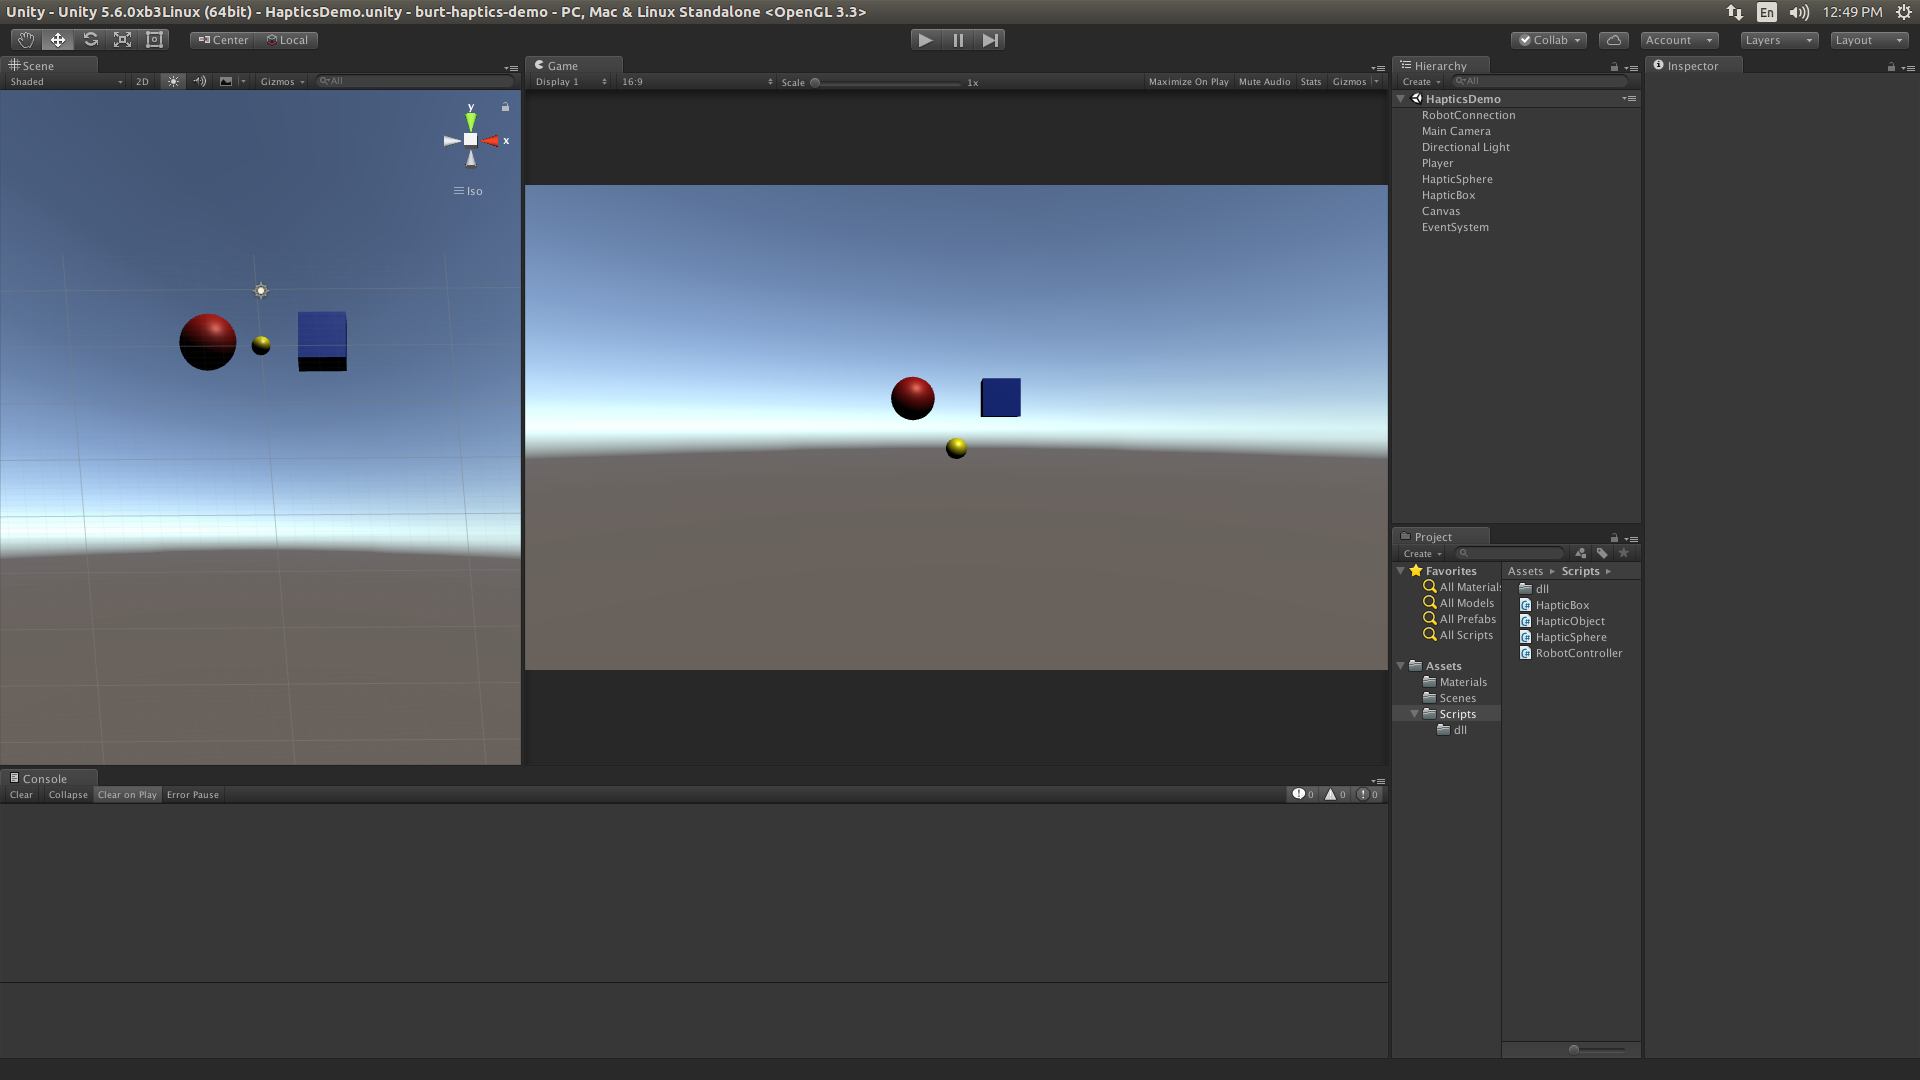 Unity - Unity 5.6.0xb3Linux (64bit) - HapticsDemo.unity - burt-haptics-demo - PC, Mac & Linux Standalone <OpenGL 3.3>
En 12:49 PM
Center Local
Collab Account Layers Layout
Scene
Shaded 2D Gizmos All
y
x
Iso
Game
Display 1 16:9 Scale 1x Maximize On Play Mute Audio Stats Gizmos
Hierarchy
Create All
HapticsDemo
RobotConnection
Main Camera
Directional Light
Player
HapticSphere
HapticBox
Canvas
EventSystem
Inspector
Project
Create
Favorites
All Materials
All Models
All Prefabs
All Scripts
Assets
Materials
Scenes
Scripts
dll
Assets Scripts
dll
HapticBox
HapticObject
HapticSphere
RobotController
Console
Clear Collapse Clear on Play Error Pause 0 0 0